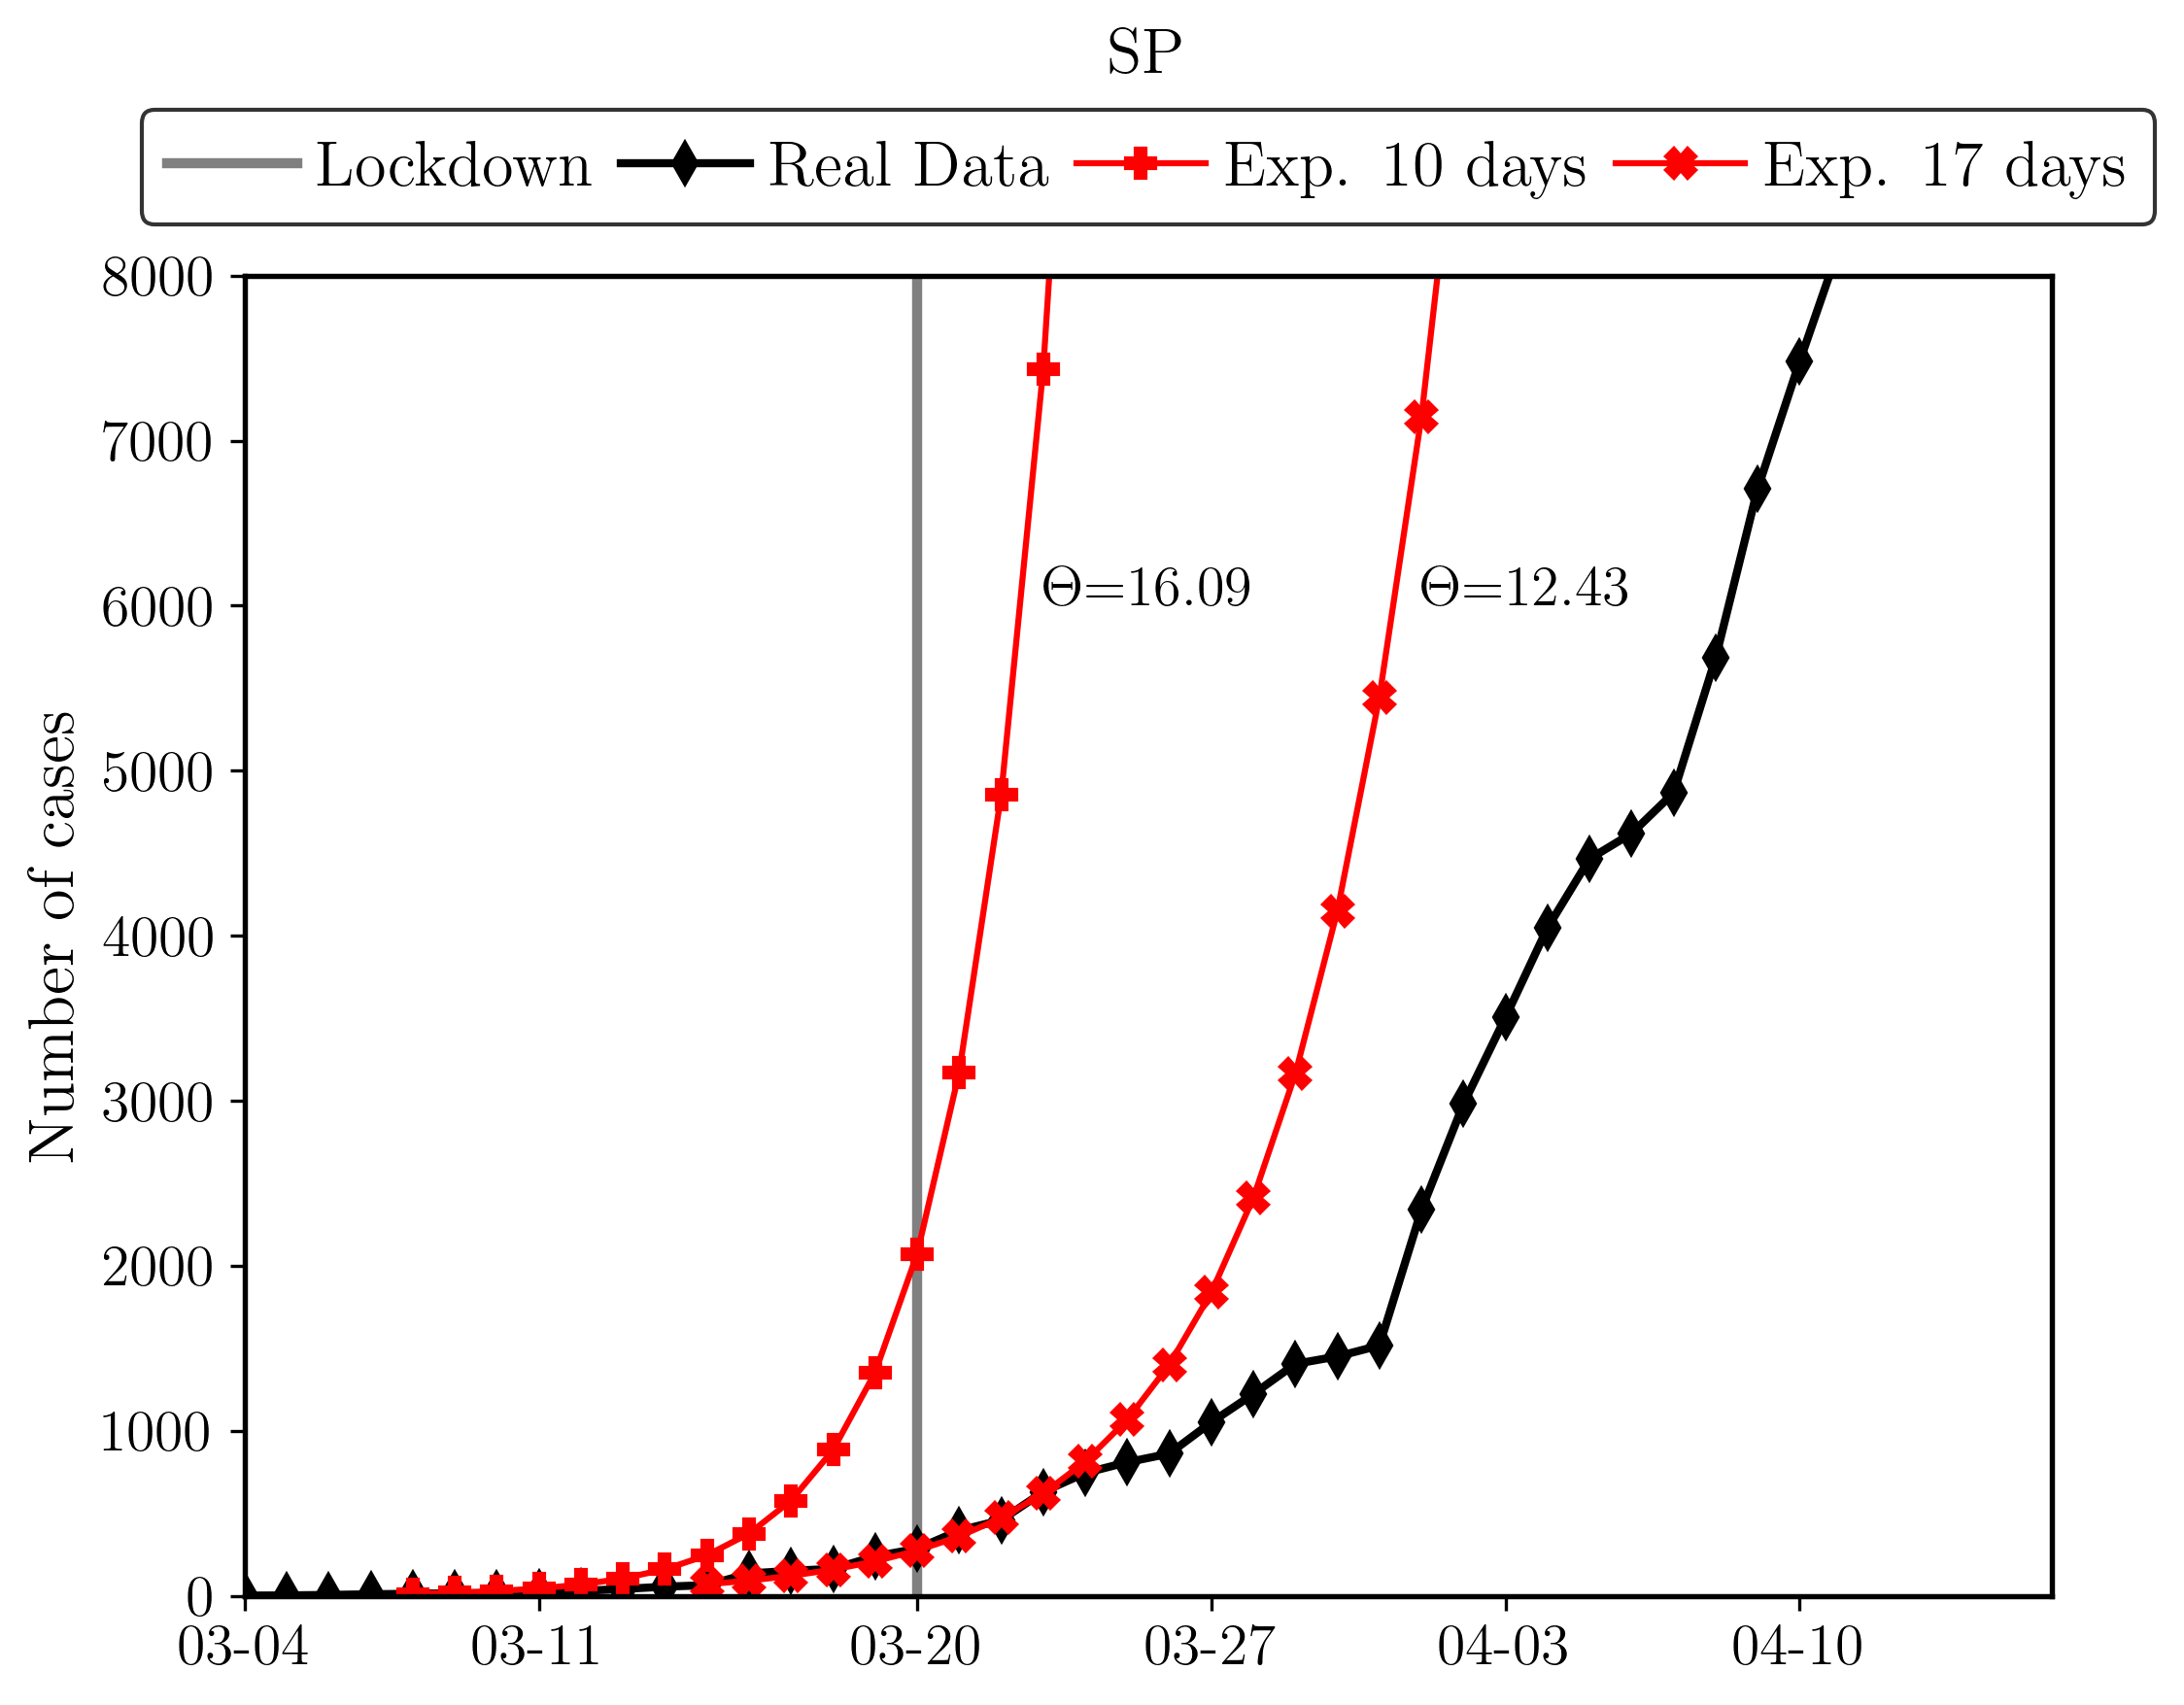 SP
Lockdown Real Data Exp. 10 days Exp. 17 days
8000
7000
6000
5000
4000
3000
2000
1000
0
Number of cases
Θ=16.09
Θ=12.43
03-04 03-11 03-20 03-27 04-03 04-10